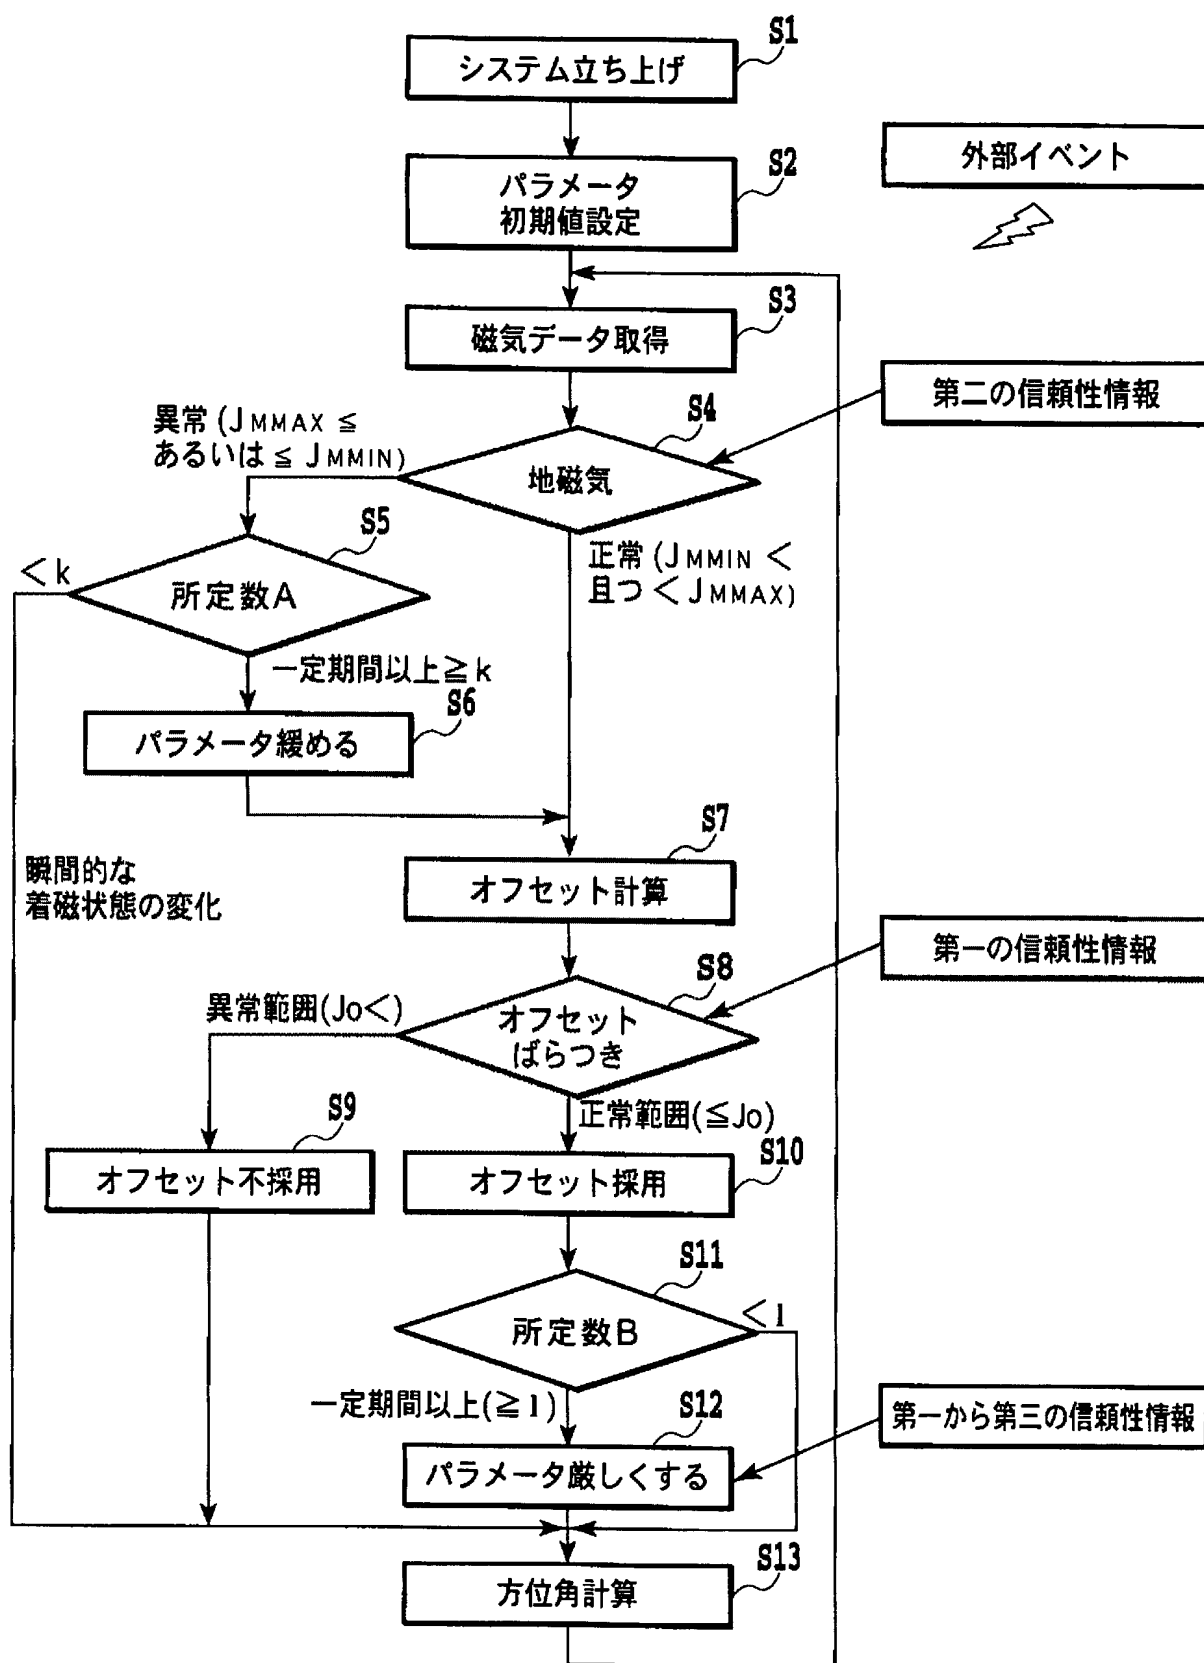 S1
システム立ち上げ
外部イベント
S2
パラメータ
初期値設定
S3
磁気データ取得
第二の信頼性情報
S4
異常(JMMAX ≦
あるいは ≦ JMMIN)
地磁気
S5
正常(JMMIN <
且つ < JMMAX)
<k
所定数A
一定期間以上≧k
S6
パラメータ緩める
S7
瞬間的な
着磁状態の変化
オフセット計算
第一の信頼性情報
S8
異常範囲(Jo<)
オフセット
ばらつき
正常範囲(≦Jo)
S9
S10
オフセット不採用
オフセット採用
S11
<l
所定数B
一定期間以上(≧l)
S12
第一から第三の信頼性情報
パラメータ厳しくする
S13
方位角計算